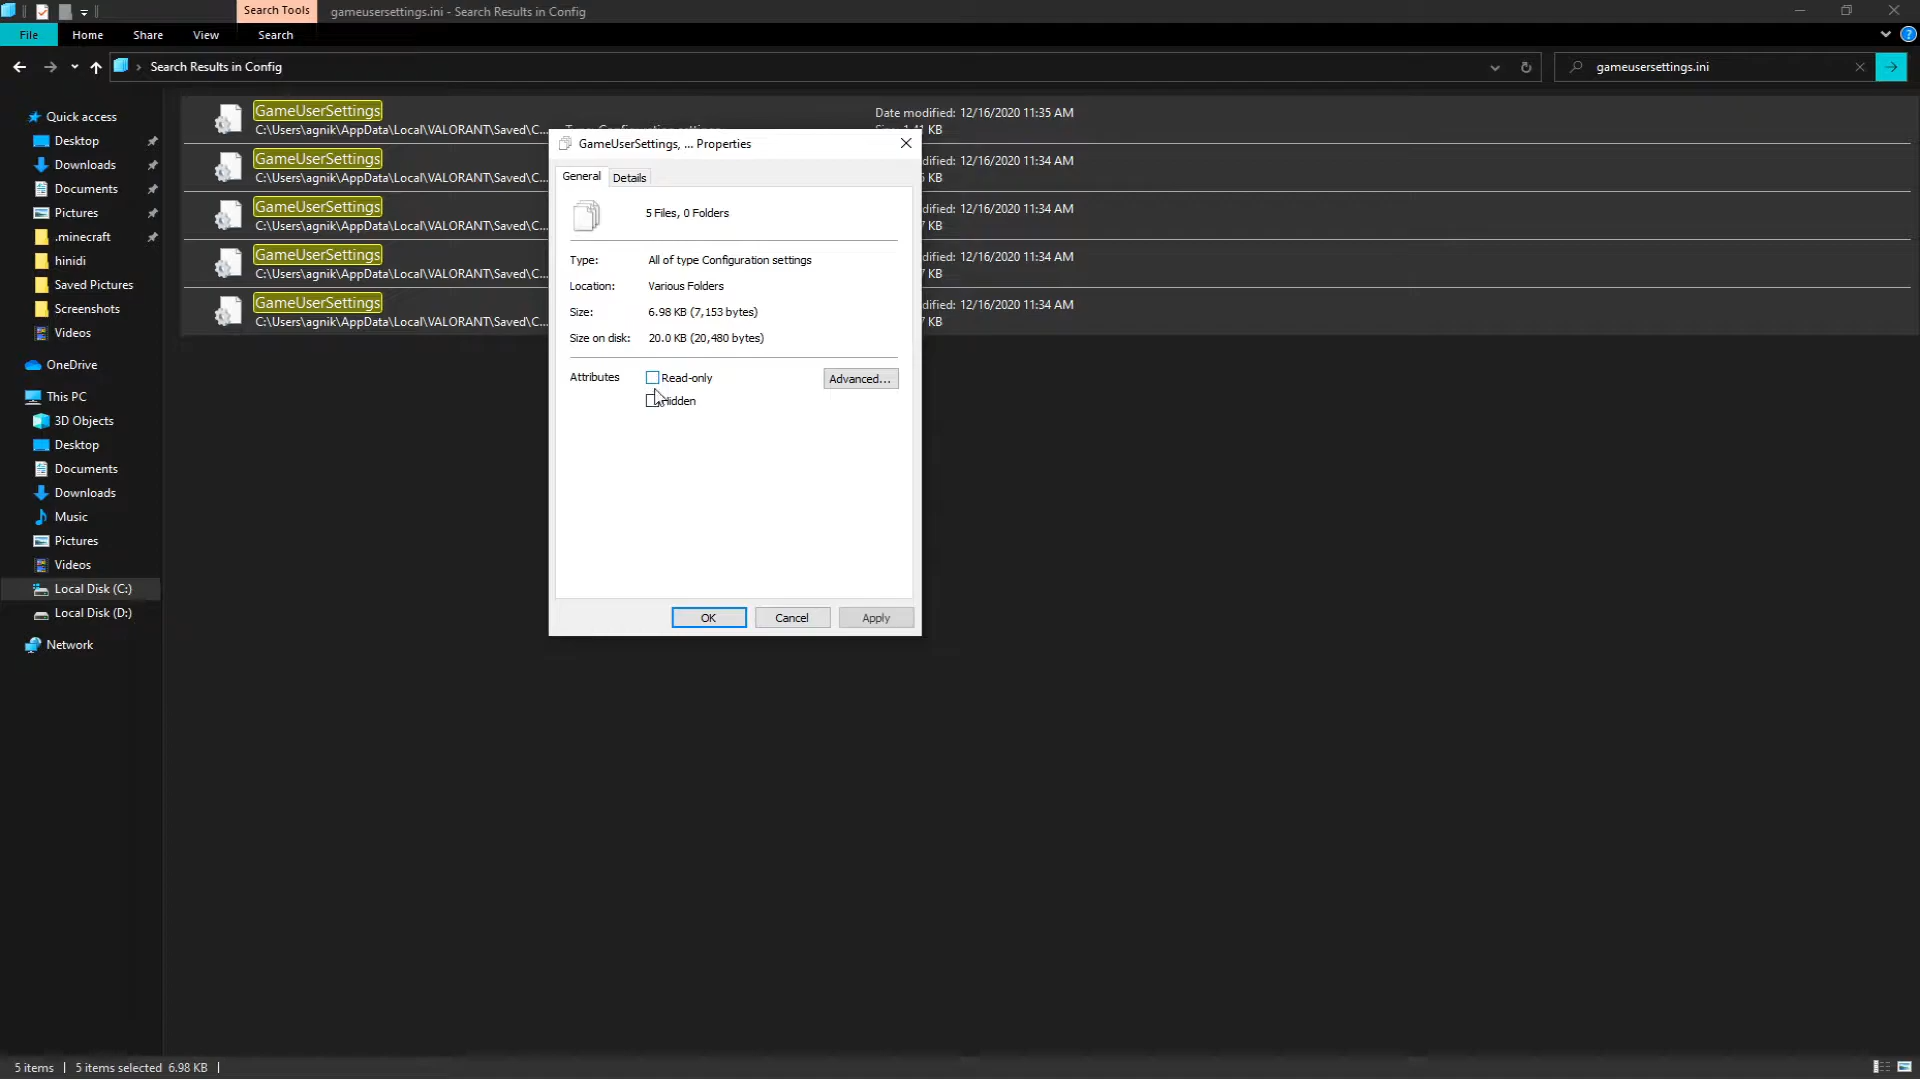 Search Tools
gameusersettings.ini - Search Results in Config
File Home Share View Search
Search Results in Config
gameusersettings.ini
Quick access
Desktop
Downloads
Documents
Pictures
.minecraft
hinidi
Saved Pictures
Screenshots
Videos
OneDrive
This PC
3D Objects
Desktop
Documents
Downloads
Music
Pictures
Videos
Local Disk (C:)
Local Disk (D:)
Network
GameUserSettings
C:\Users\agnik\AppData\Local\VALORANT\Saved\C...
Date modified: 12/16/2020 11:35 AM
KB
GameUserSettings
C:\Users\agnik\AppData\Local\VALORANT\Saved\C...
dified: 12/16/2020 11:34 AM
KB
GameUserSettings
C:\Users\agnik\AppData\Local\VALORANT\Saved\C...
dified: 12/16/2020 11:34 AM
KB
GameUserSettings
C:\Users\agnik\AppData\Local\VALORANT\Saved\C...
dified: 12/16/2020 11:34 AM
KB
GameUserSettings
C:\Users\agnik\AppData\Local\VALORANT\Saved\C...
dified: 12/16/2020 11:34 AM
KB
GameUserSettings, ... Properties
General Details
5 Files, 0 Folders
Type: All of type Configuration settings
Location: Various Folders
Size: 6.98 KB (7,153 bytes)
Size on disk: 20.0 KB (20,480 bytes)
Attributes Read-only Advanced...
Hidden
OK Cancel Apply
5 items 5 items selected 6.98 KB